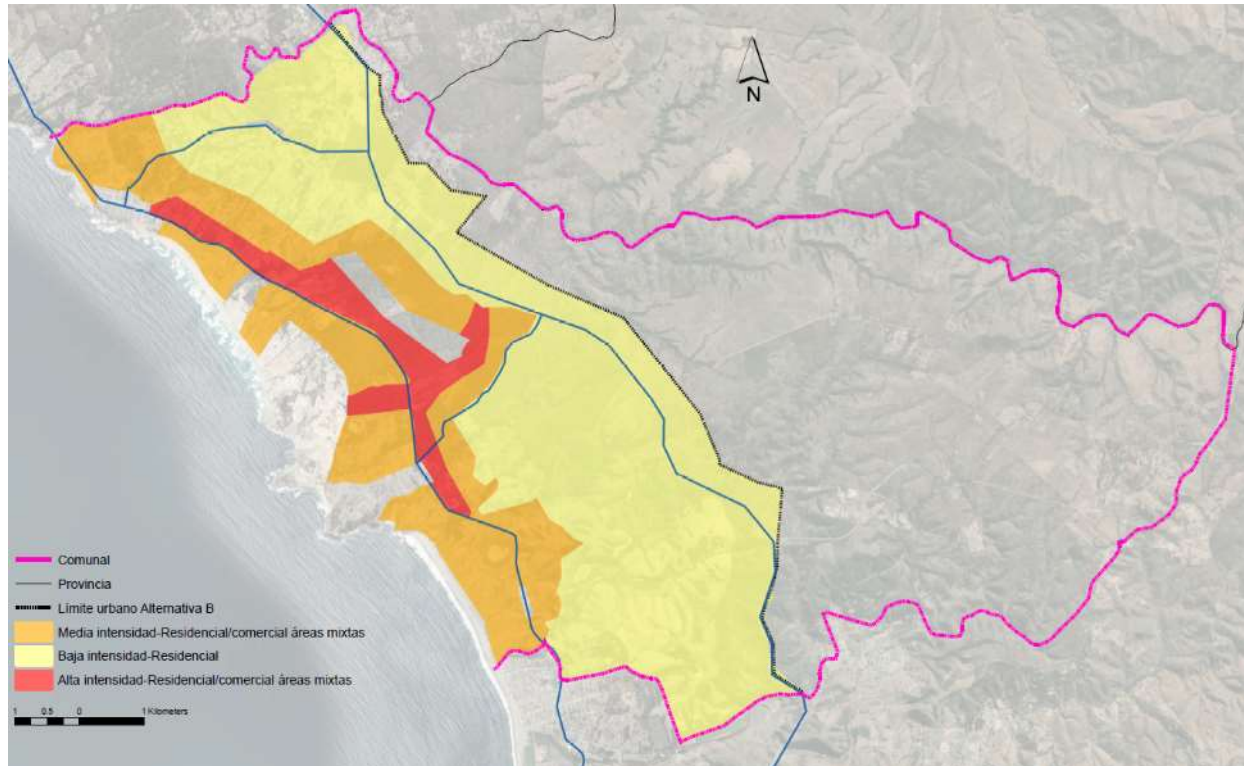 N
Comunal
Provincia
Límite urbano Alternativa B
Media intensidad-Residencial/comercial áreas mixtas
Baja intensidad-Residencial
Alta intensidad-Residencial/comercial áreas mixtas
1 0.5 0 1 Kilometers